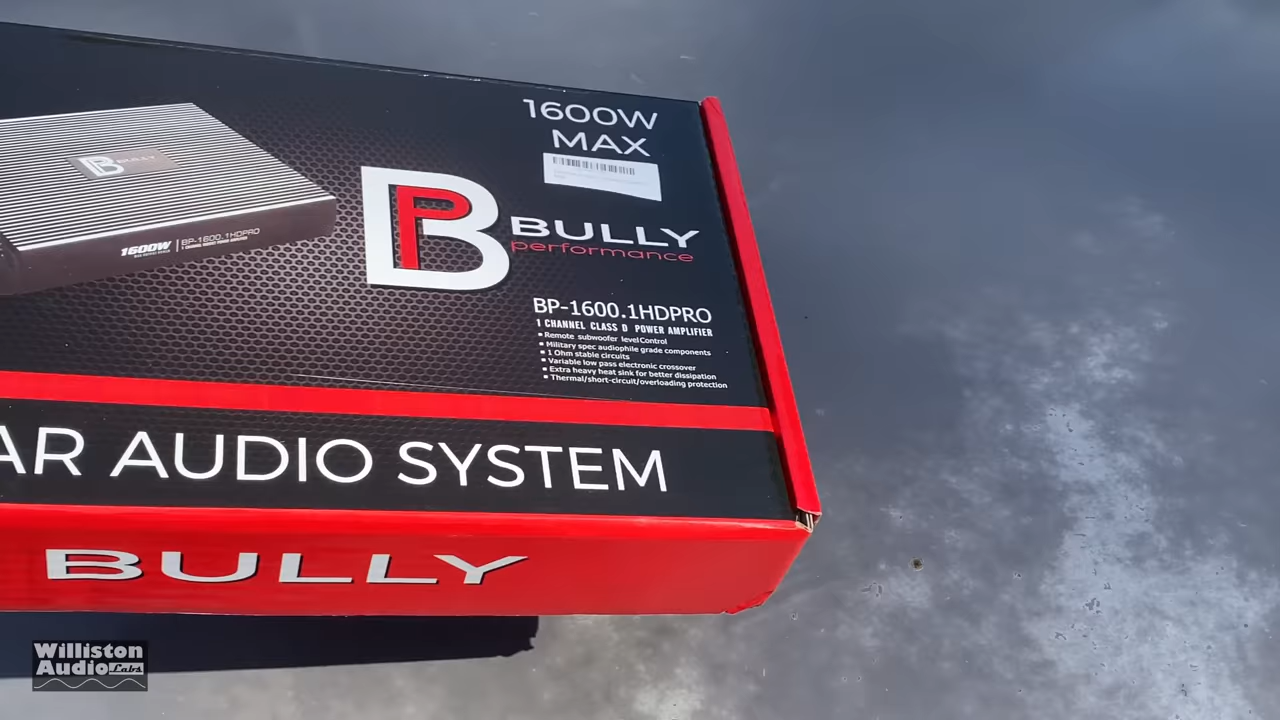 1600W
MAX
BULLY
1600W
BP-1600.1HDPRO
B
BULLY
performance
BP-1600.1HDPRO
1 CHANNEL CLASS D POWER AMPLIFIER
Remote subwoofer levelControl
Military spec audiophile grade components
1 Ohm stable circuits
Variable low pass electronic crossover
Extra heavy heat sink for better dissipation
Thermal/short-circuit/overloading protection
AR AUDIO SYSTEM
BULLY
Williston
Audio Labs